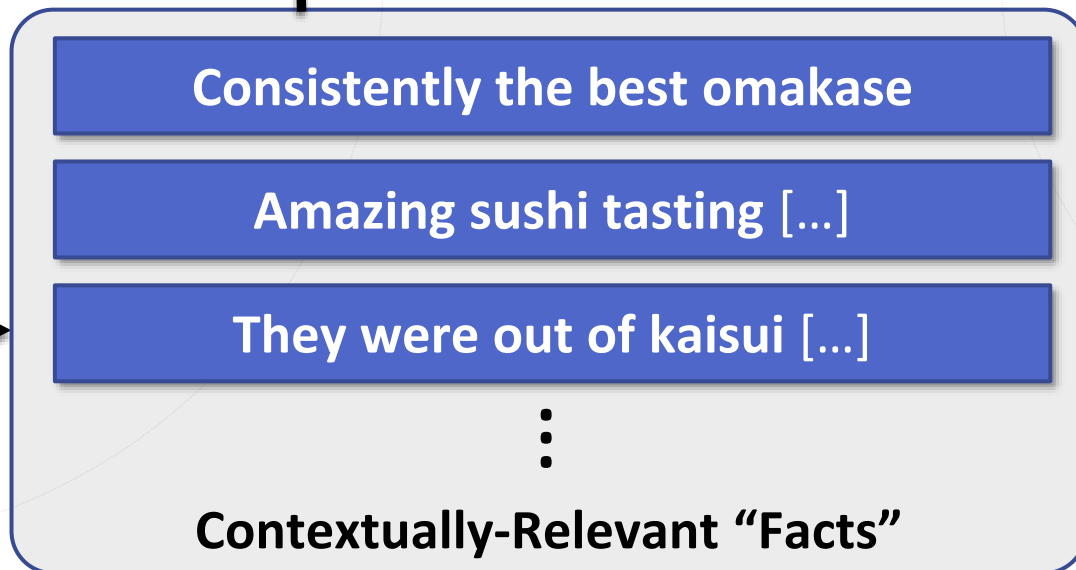 Consistently the best omakase
Amazing sushi tasting [...]
They were out of kaisui [...]
⋮
Contextually-Relevant “Facts”